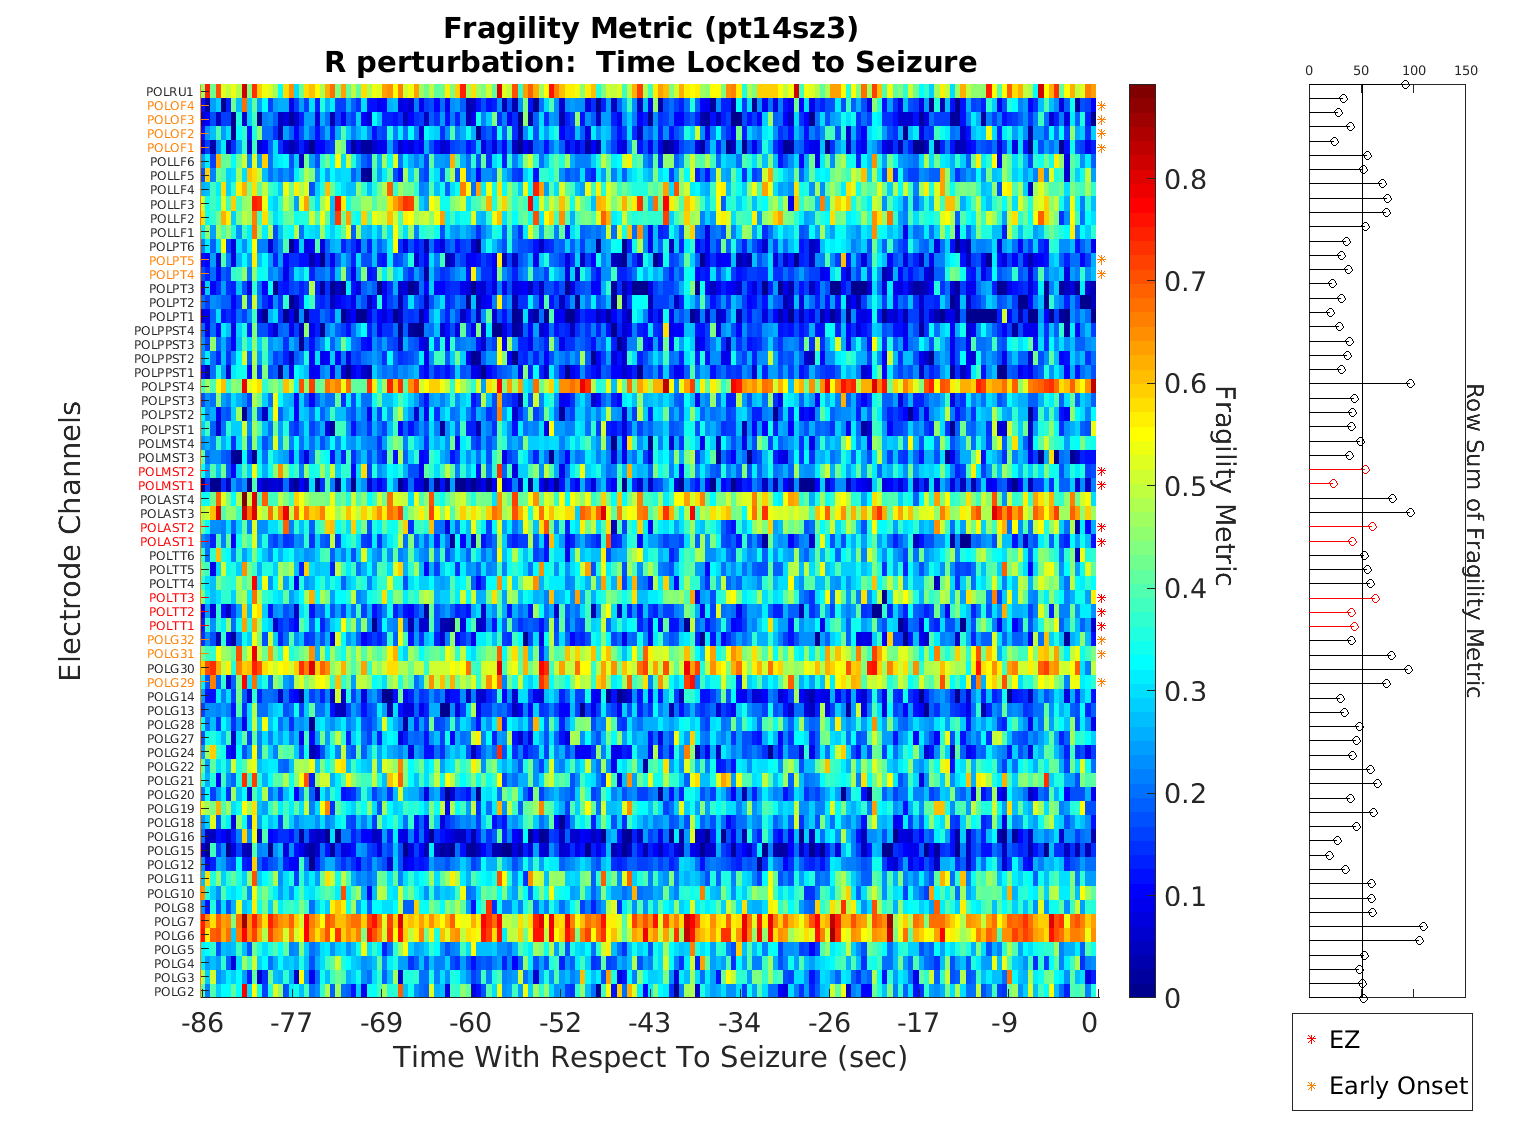 Fragility Metric (pt14sz3)
R perturbation:  Time Locked to Seizure
0 50 100 150
POLRU1
POLOF4
POLOF3
POLOF2
POLOF1
POLLF6
POLLF5
POLLF4
POLLF3
POLLF2
POLLF1
POLPT6
POLPT5
POLPT4
POLPT3
POLPT2
POLPT1
POLPPST4
POLPPST3
POLPPST2
POLPPST1
POLPST4
POLPST3
POLPST2
POLPST1
POLMST4
POLMST3
POLMST2
POLMST1
POLAST4
POLAST3
POLAST2
POLAST1
POLTT6
POLTT5
POLTT4
POLTT3
POLTT2
POLTT1
POLG32
POLG31
POLG30
POLG29
POLG14
POLG13
POLG28
POLG27
POLG24
POLG22
POLG21
POLG20
POLG19
POLG18
POLG16
POLG15
POLG12
POLG11
POLG10
POLG8
POLG7
POLG6
POLG5
POLG4
POLG3
POLG2
Electrode Channels
-86 -77 -69 -60 -52 -43 -34 -26 -17 -9 0
Time With Respect To Seizure (sec)
0.8
0.7
0.6
0.5
0.4
0.3
0.2
0.1
0
Fragility Metric
Row Sum of Fragility Metric
EZ
Early Onset